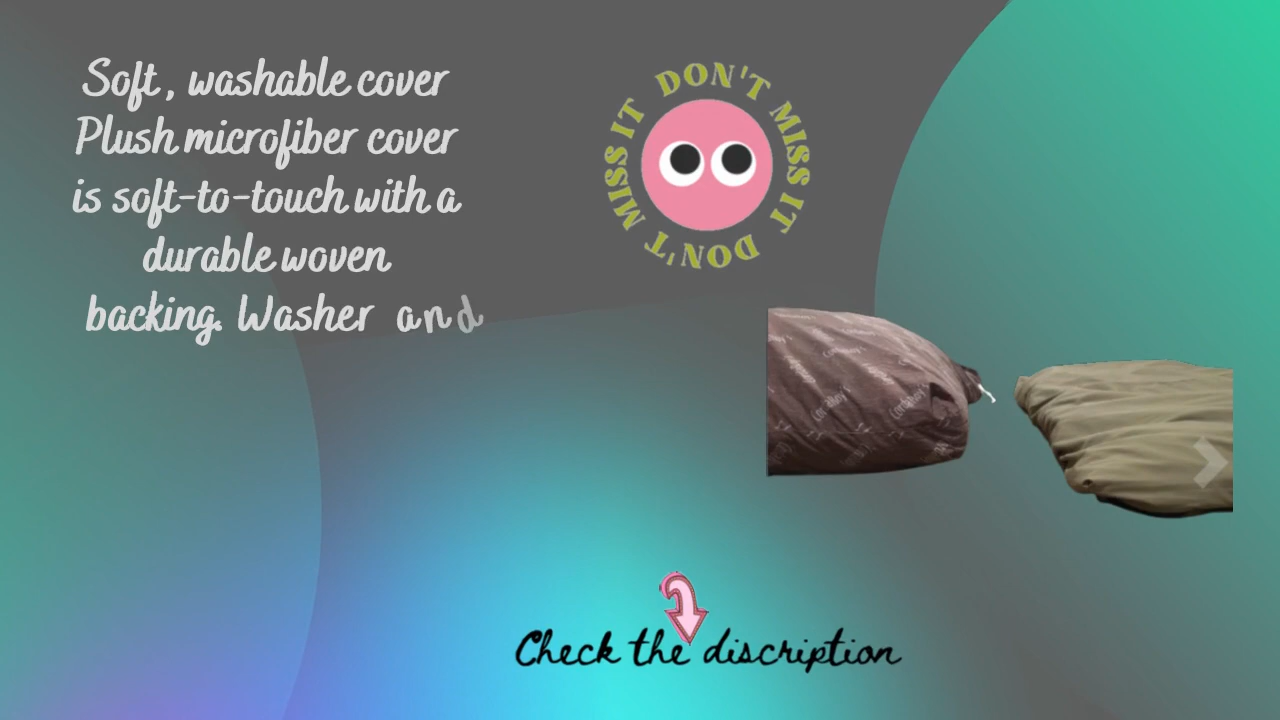 Soft, washable cover
Plush microfiber cover
is soft-to-touch with a
durable woven
backing. Washer and
DON'T MISS IT DON'T MISS IT
Check the discription